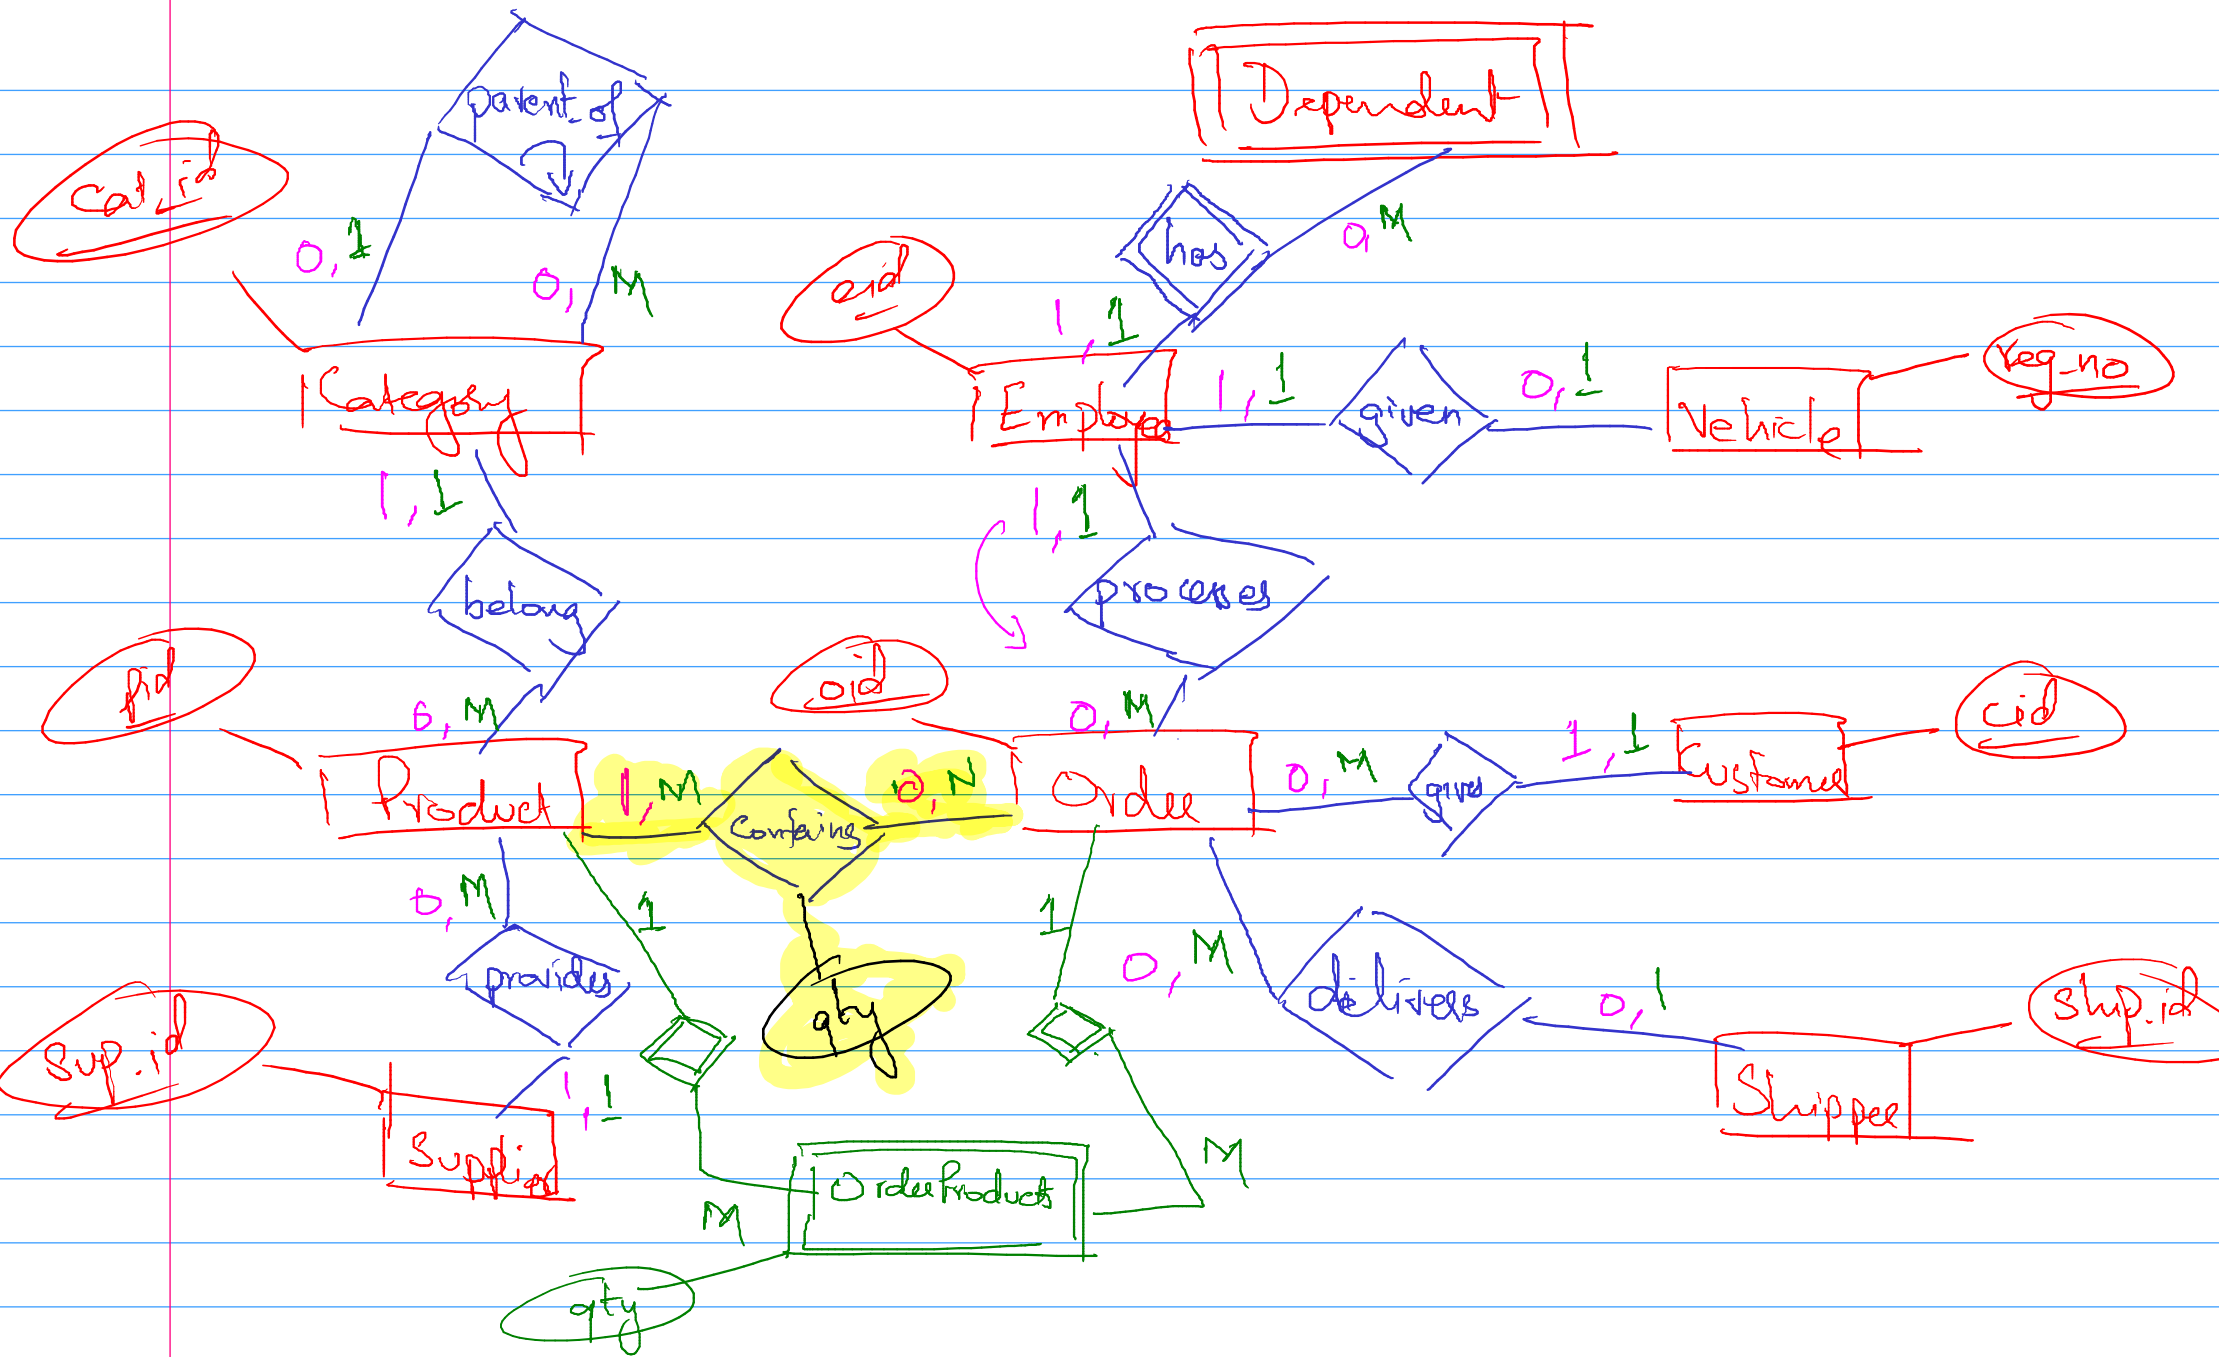 parent_of
Dependent
Cat_id
0, 1
0, M
has
0, M
eid
1, 1
Category
Employee
1, 1
given
0, 1
Vehicle
reg_no
1, 1
1, 1
belong
processes
pid
oid
cid
0, M
0, M
Product
1, M
Contains
0, N
Order
0, M
gives
1, 1
Customer
0, M
1
1
0, M
provides
qty
delivers
0, 1
Ship_id
Sup_id
1, 1
Supplier
Shipper
M
OrderProducts
M
qty